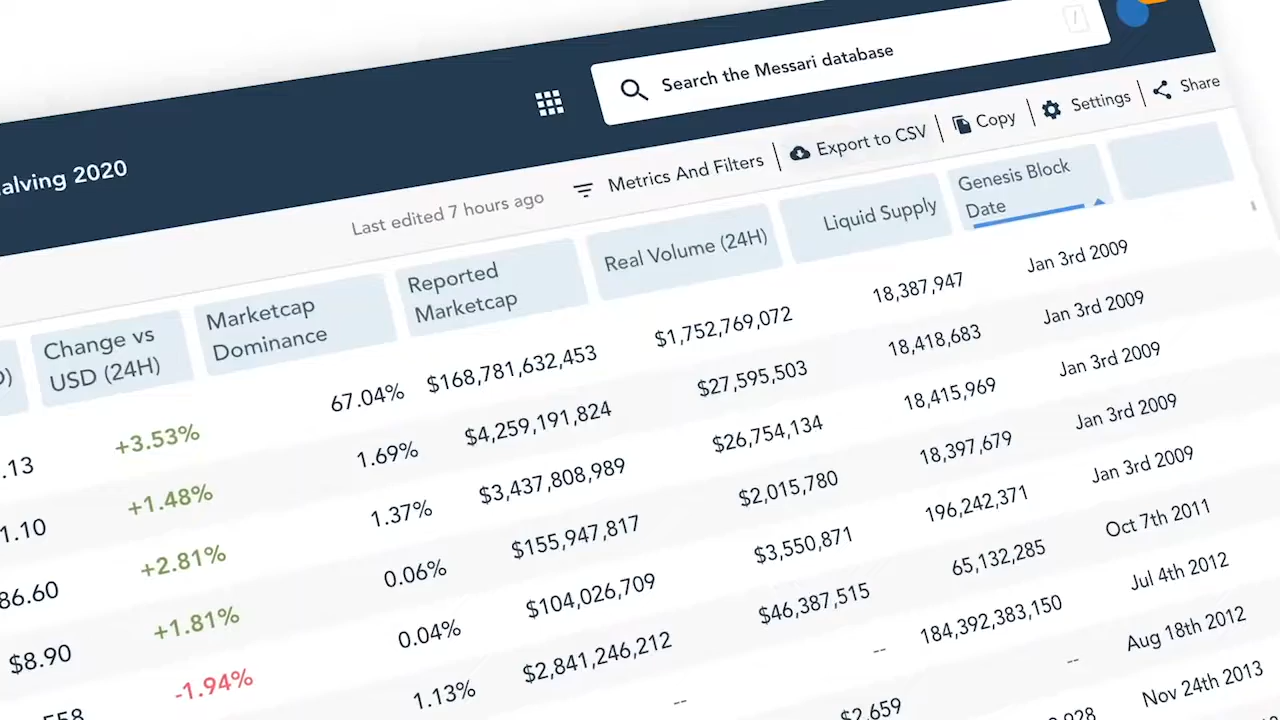 Search the Messari database /
alving 2020
Last edited 7 hours ago Metrics And Filters Export to CSV Copy Settings Share
D) Change vs USD (24H) Marketcap Dominance Reported Marketcap Real Volume (24H) Liquid Supply Genesis Block Date
.13 +3.53% 67.04% $168,781,632,453 $1,752,769,072 18,387,947 Jan 3rd 2009
1.10 +1.48% 1.69% $4,259,191,824 $27,595,503 18,418,683 Jan 3rd 2009
86.60 +2.81% 1.37% $3,437,808,989 $26,754,134 18,415,969 Jan 3rd 2009
$8.90 +1.81% 0.06% $155,947,817 $2,015,780 18,397,679 Jan 3rd 2009
558 -1.94% 0.04% $104,026,709 $3,550,871 196,242,371 Jan 3rd 2009
1.13% $2,841,246,212 $46,387,515 65,132,285 Oct 7th 2011
-- -- 184,392,383,150 Jul 4th 2012
$2,659 -- Aug 18th 2012
928 Nov 24th 2013